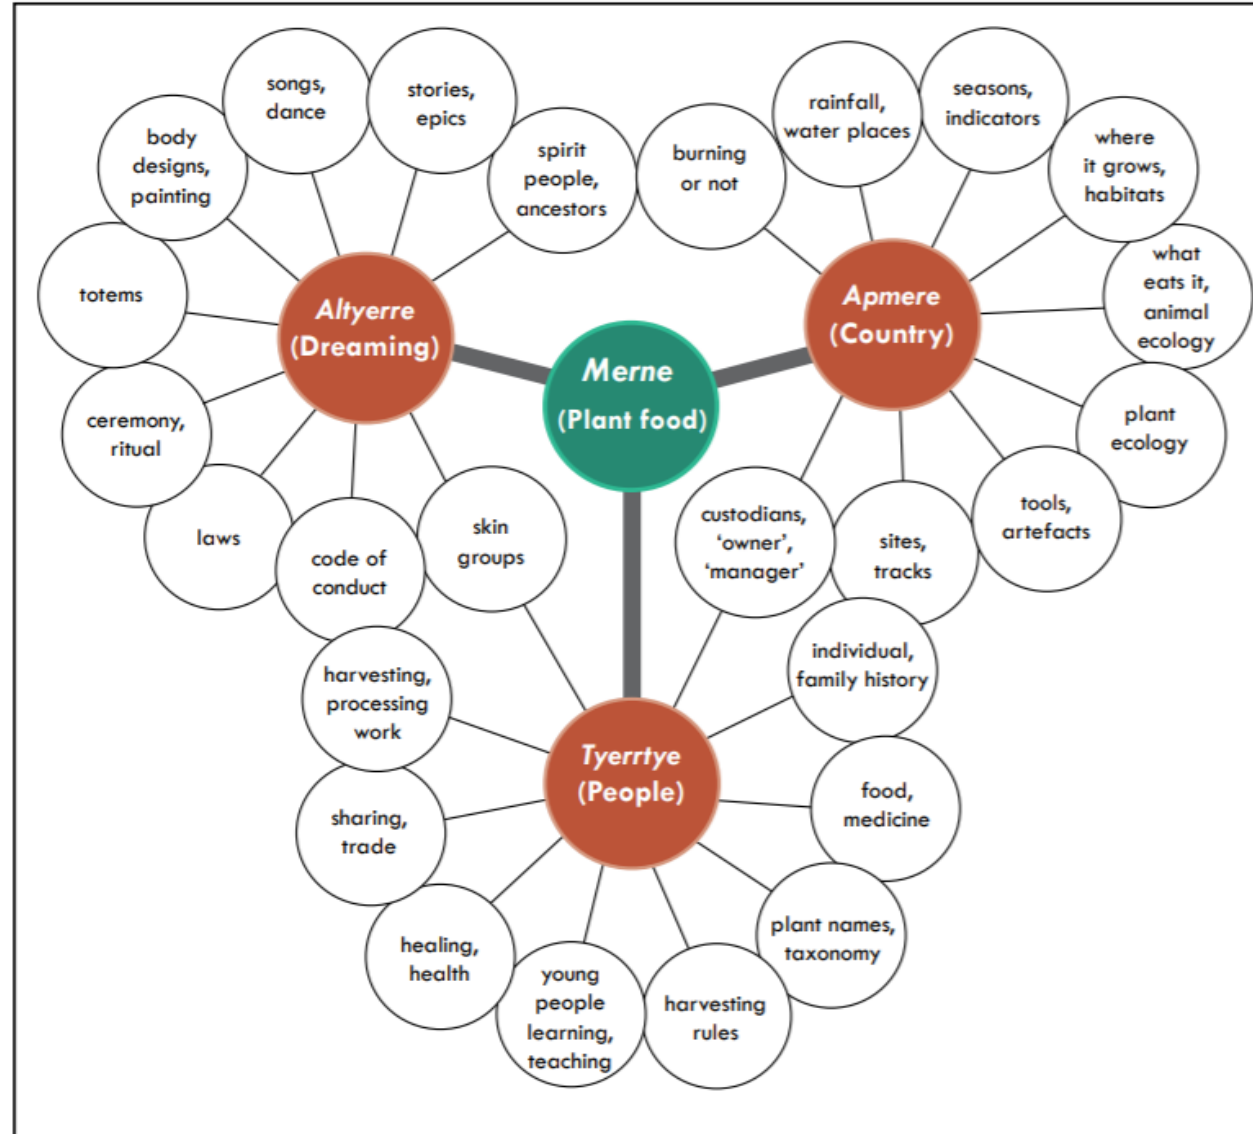 songs,
dance
stories,
epics
body
designs,
painting
spirit
people,
ancestors
totems
Altyerre
(Dreaming)
ceremony,
ritual
laws
code of
conduct
skin
groups
Merne
(Plant food)
burning
or not
rainfall,
water places
seasons,
indicators
where
it grows,
habitats
what
eats it,
animal
ecology
Apmere
(Country)
plant
ecology
tools,
artefacts
sites,
tracks
custodians,
‘owner’,
‘manager’
individual,
family history
harvesting,
processing
work
Tyerrtye
(People)
food,
medicine
sharing,
trade
plant names,
taxonomy
healing,
health
young
people
learning,
teaching
harvesting
rules